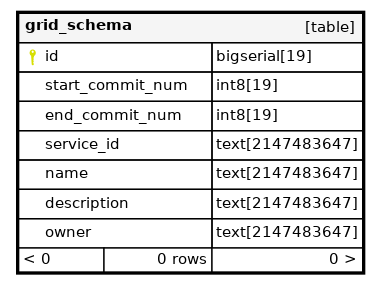 grid_schema [table]
id bigserial[19]
start_commit_num int8[19]
end_commit_num int8[19]
service_id text[2147483647]
name text[2147483647]
description text[2147483647]
owner text[2147483647]
< 0 0 rows 0 >